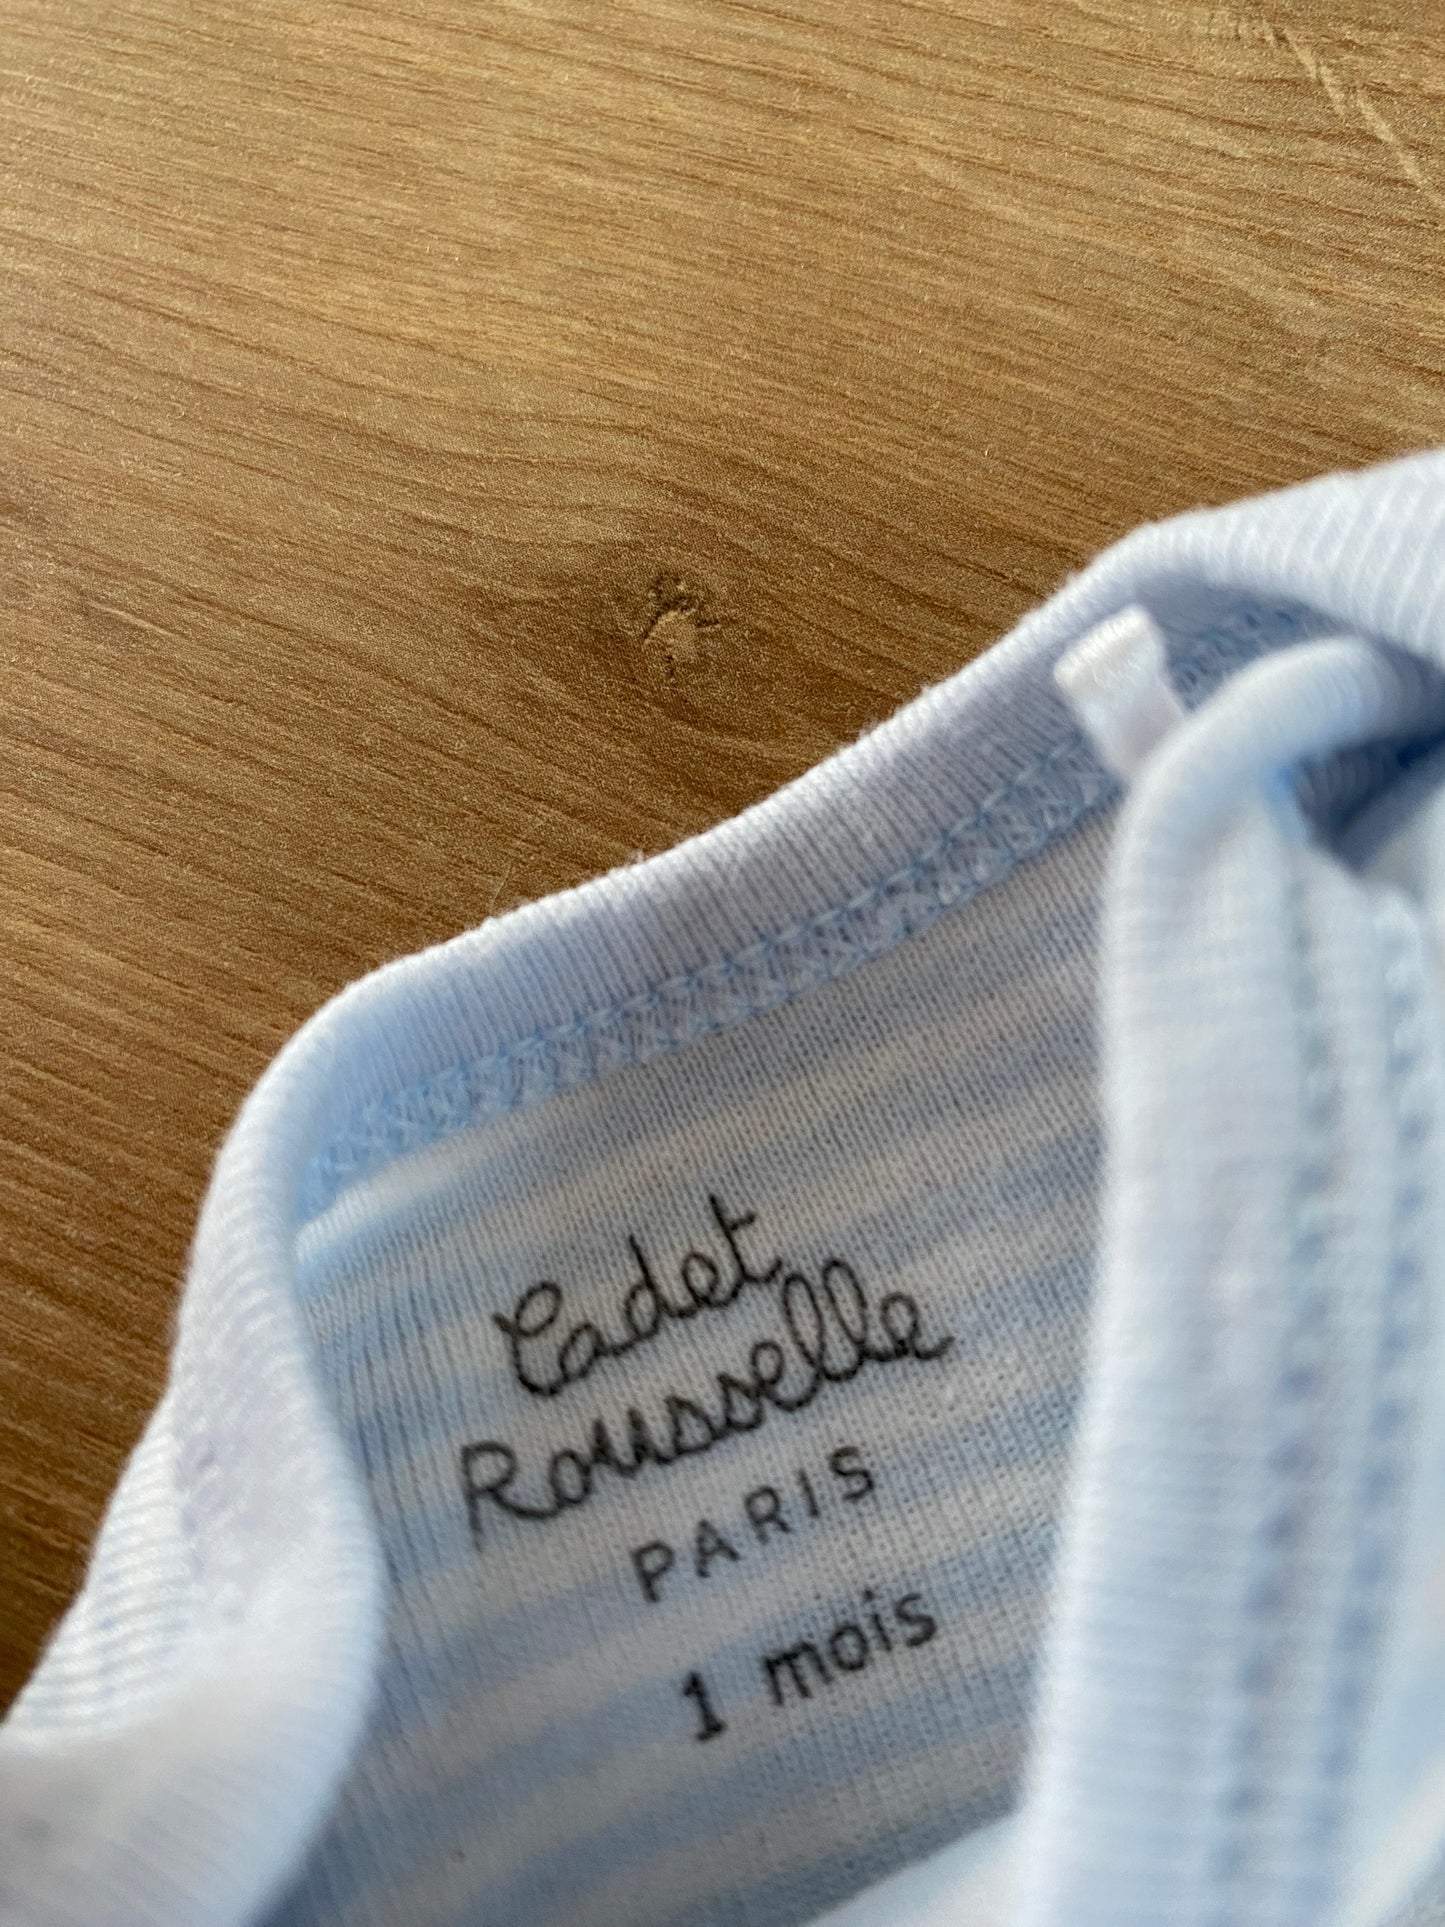 Cadet
Rousselle
PARIS
1 mois